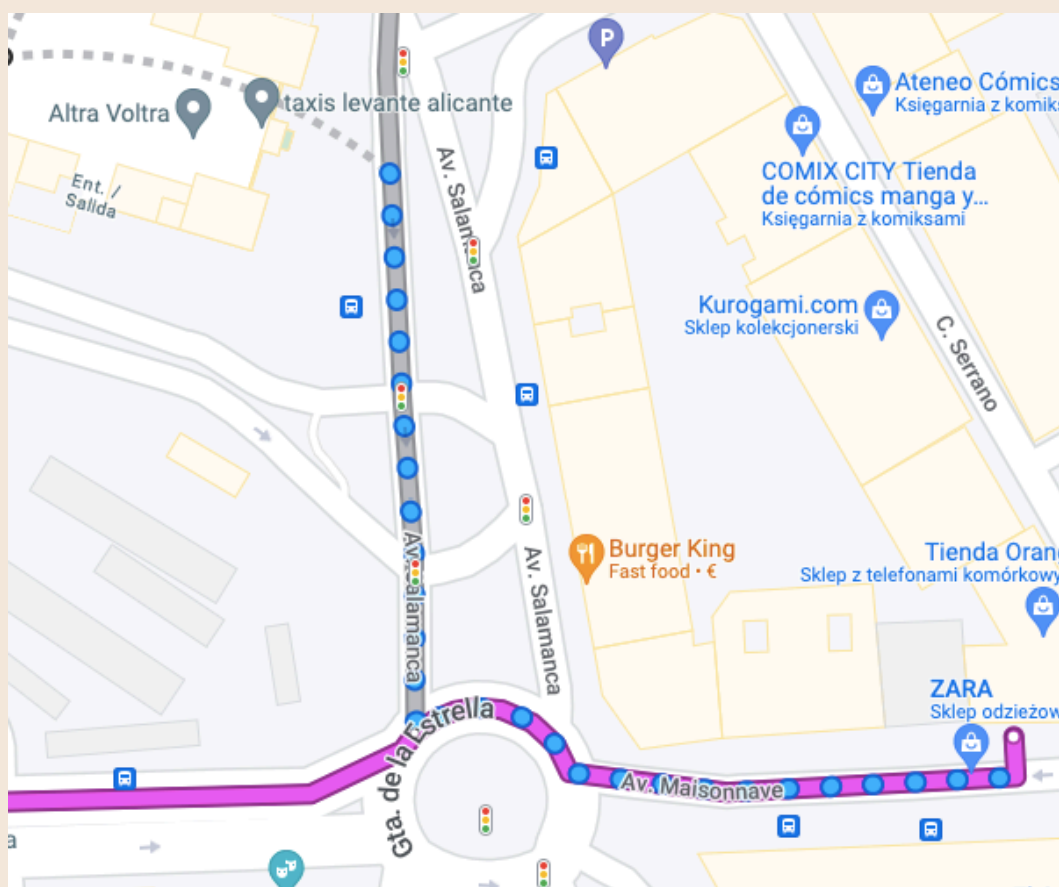 P
Ateneo Cómics
Księgarnia z komiks
Altra Voltra
taxis levante alicante
COMIX CITY Tienda
de cómics manga y...
Księgarnia z komiksami
Av. Salamanca
Ent. /
Salida
Kurogami.com
Sklep kolekcjonerski
C. Serrano
Burger King
Fast food • €
Tienda Oran
Sklep z telefonami komórkowy
Av. Salamanca
Av. Salamanca
ZARA
Sklep odzieżow
Gta. de la Estrella
Av. Maisonnave
a